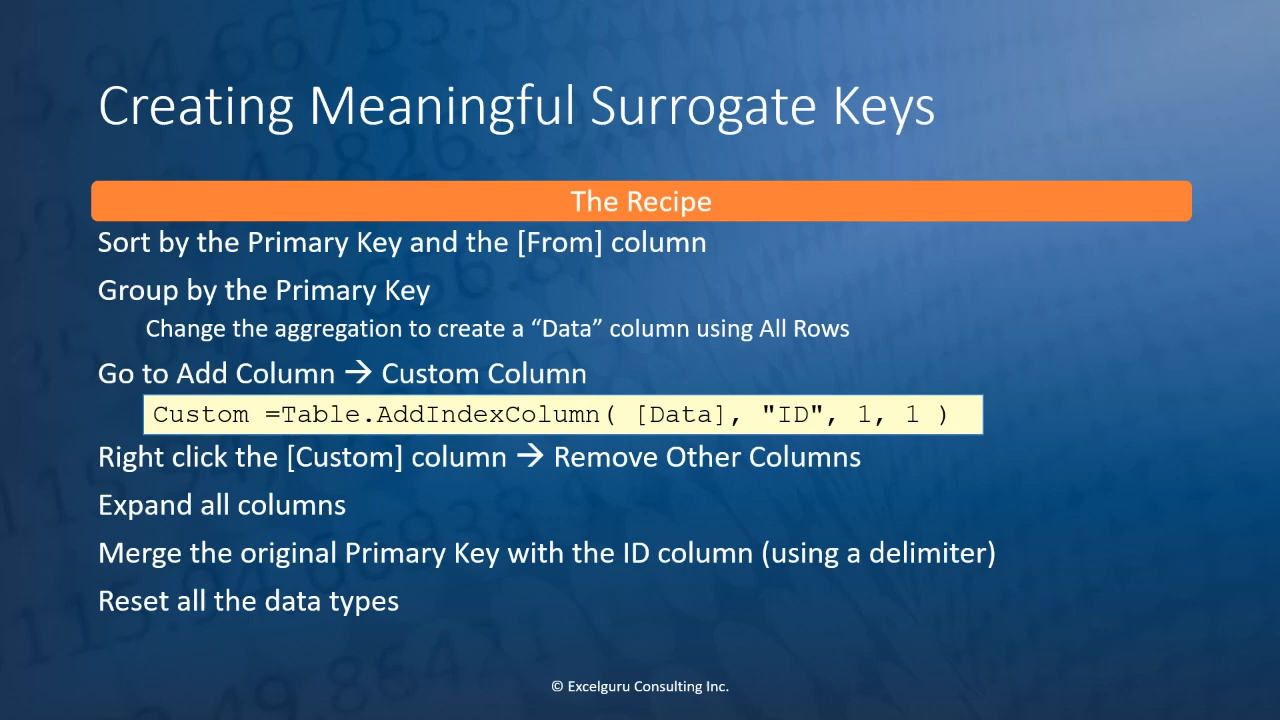 Creating Meaningful Surrogate Keys
The Recipe
Sort by the Primary Key and the [From] column
Group by the Primary Key
Change the aggregation to create a “Data” column using All Rows
Go to Add Column → Custom Column
Custom =Table.AddIndexColumn( [Data], "ID", 1, 1 )
Right click the [Custom] column → Remove Other Columns
Expand all columns
Merge the original Primary Key with the ID column (using a delimiter)
Reset all the data types
© Excelguru Consulting Inc.